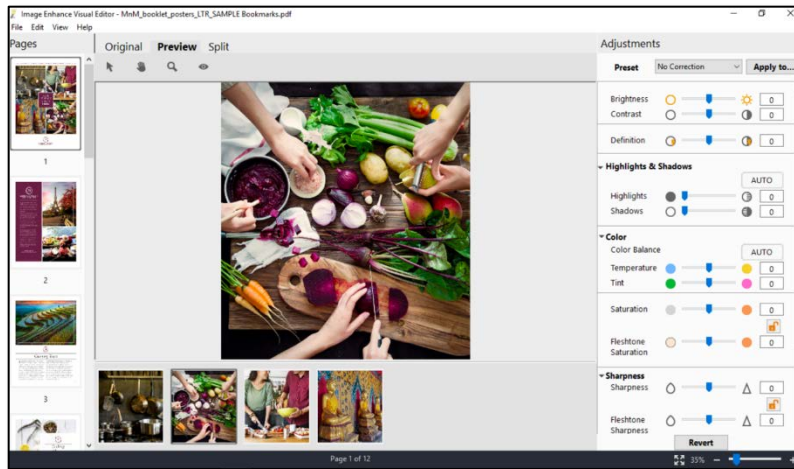 Image Enhance Visual Editor - MnM_booklet_posters_LTR_SAMPLE Bookmarks.pdf
File Edit View Help
Pages
Original Preview Split
Adjustments
Preset No Correction Apply to...
1
2
3
Brightness 0
Contrast 0
Definition 0
Highlights & Shadows
AUTO
Highlights 0
Shadows 0
Color
Color Balance AUTO
Temperature 0
Tint 0
Saturation 0
Fleshtone 0
Saturation
Sharpness
Sharpness 0
Fleshtone 0
Sharpness
Revert
Page 1 of 12
35%